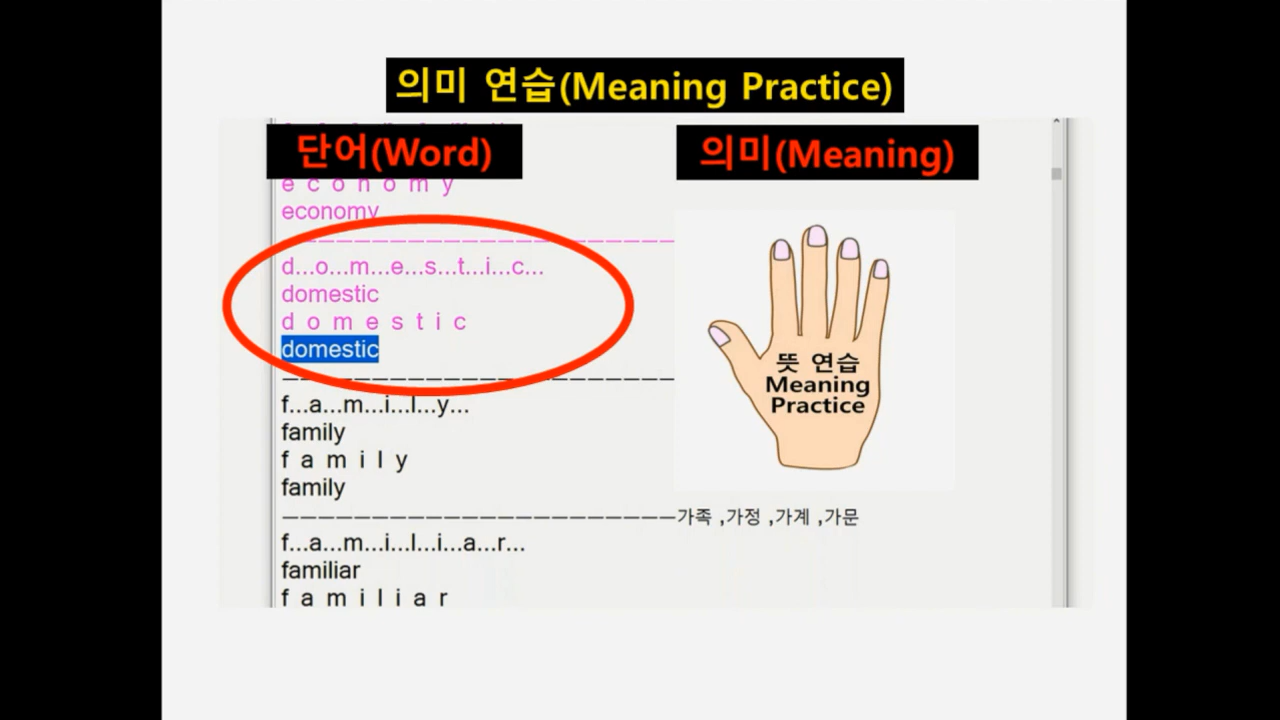 의미 연습(Meaning Practice)
단어(Word)
의미(Meaning)
e c o n o m y
economy
d...o...m...e...s...t...i...c...
domestic
d o m e s t i c
domestic
f...a...m...i...l...y...
family
f a m i l y
family
가족 ,가정 ,가계 ,가문
f...a...m...i...l...i...a...r...
familiar
f a m i l i a r
뜻 연습
Meaning
Practice